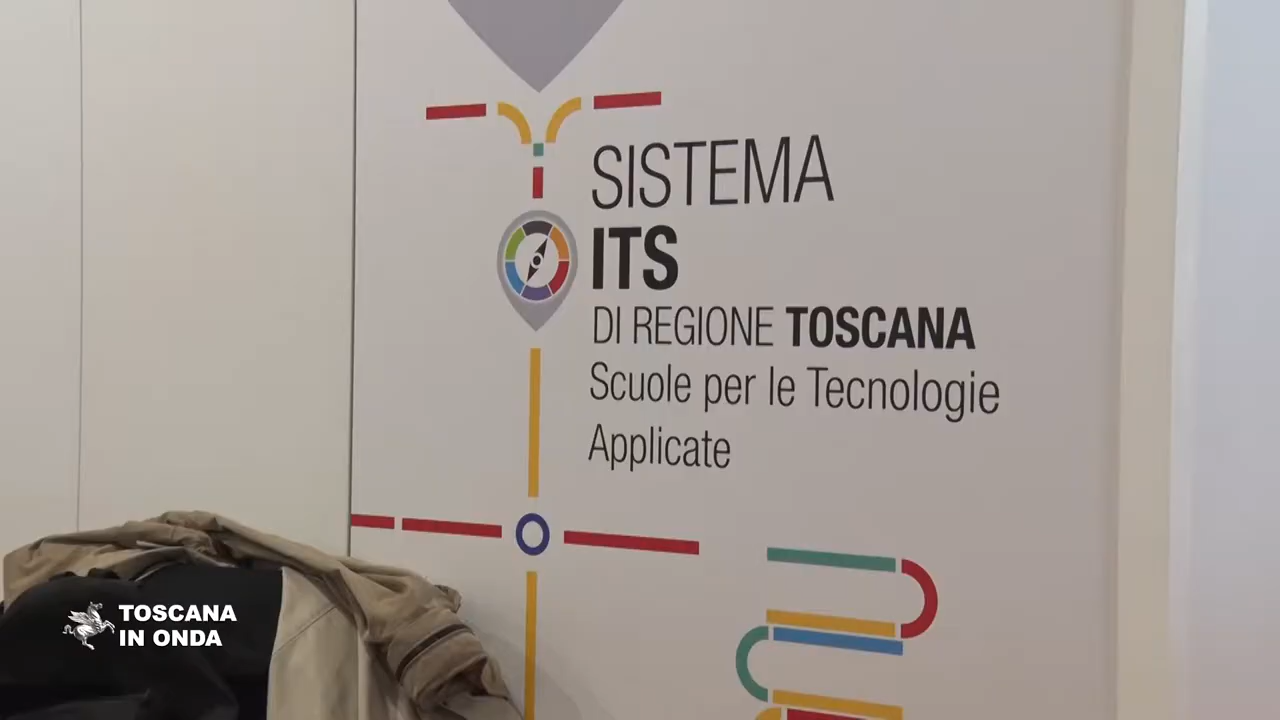 SISTEMA
ITS
DI REGIONE TOSCANA
Scuole per le Tecnologie
Applicate
TOSCANA
IN ONDA